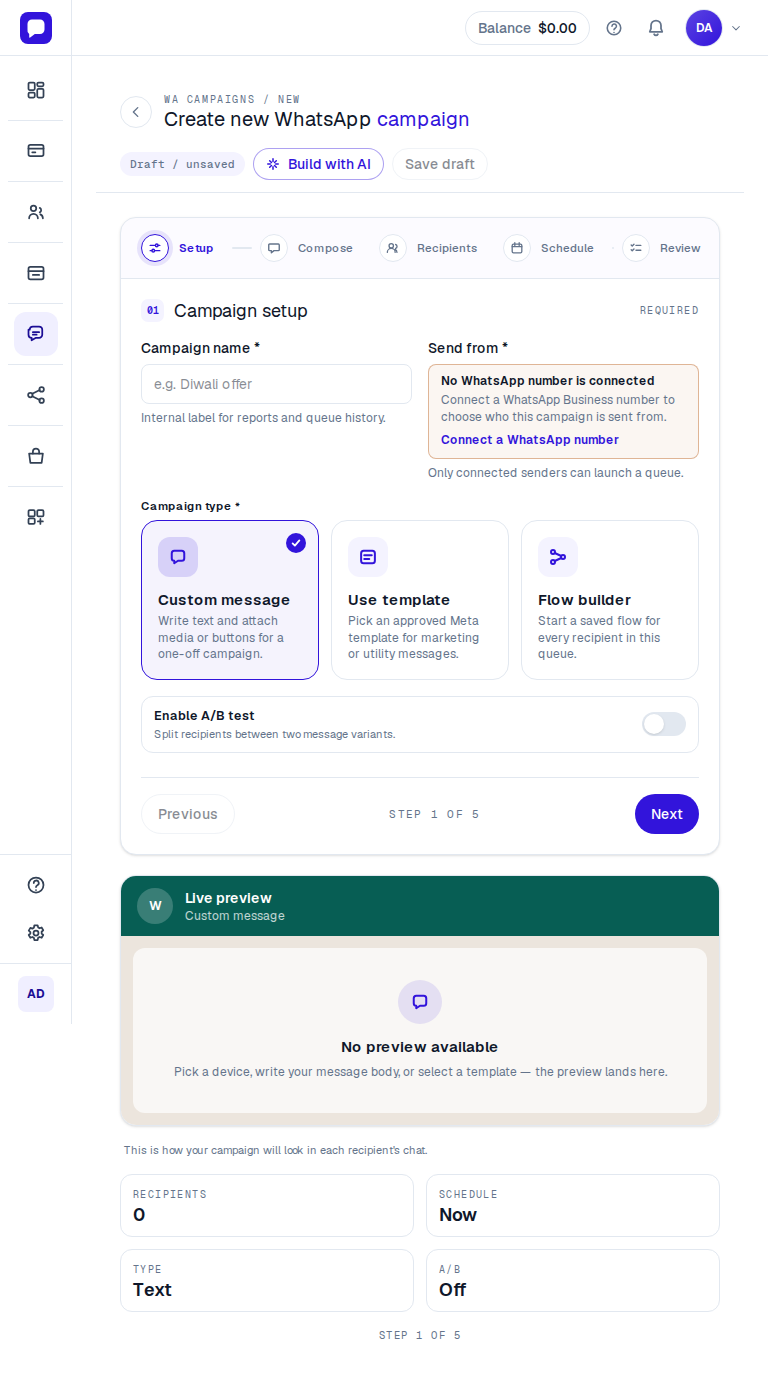 Balance $0.00
DA
WA CAMPAIGNS / NEW
Create new WhatsApp campaign
Draft / unsaved
Build with AI
Save draft
Setup
Compose
Recipients
Schedule
Review
01 Campaign setup
REQUIRED
Campaign name *
e.g. Diwali offer
Internal label for reports and queue history.
Send from *
No WhatsApp number is connected
Connect a WhatsApp Business number to
choose who this campaign is sent from.
Connect a WhatsApp number
Only connected senders can launch a queue.
Campaign type *
Custom message
Write text and attach
media or buttons for a
one-off campaign.
Use template
Pick an approved Meta
template for marketing
or utility messages.
Flow builder
Start a saved flow for
every recipient in this
queue.
Enable A/B test
Split recipients between two message variants.
Previous
STEP 1 OF 5
Next
AD
W
Live preview
Custom message
No preview available
Pick a device, write your message body, or select a template — the preview lands here.
This is how your campaign will look in each recipient's chat.
RECIPIENTS
0
SCHEDULE
Now
TYPE
Text
A/B
Off
STEP 1 OF 5